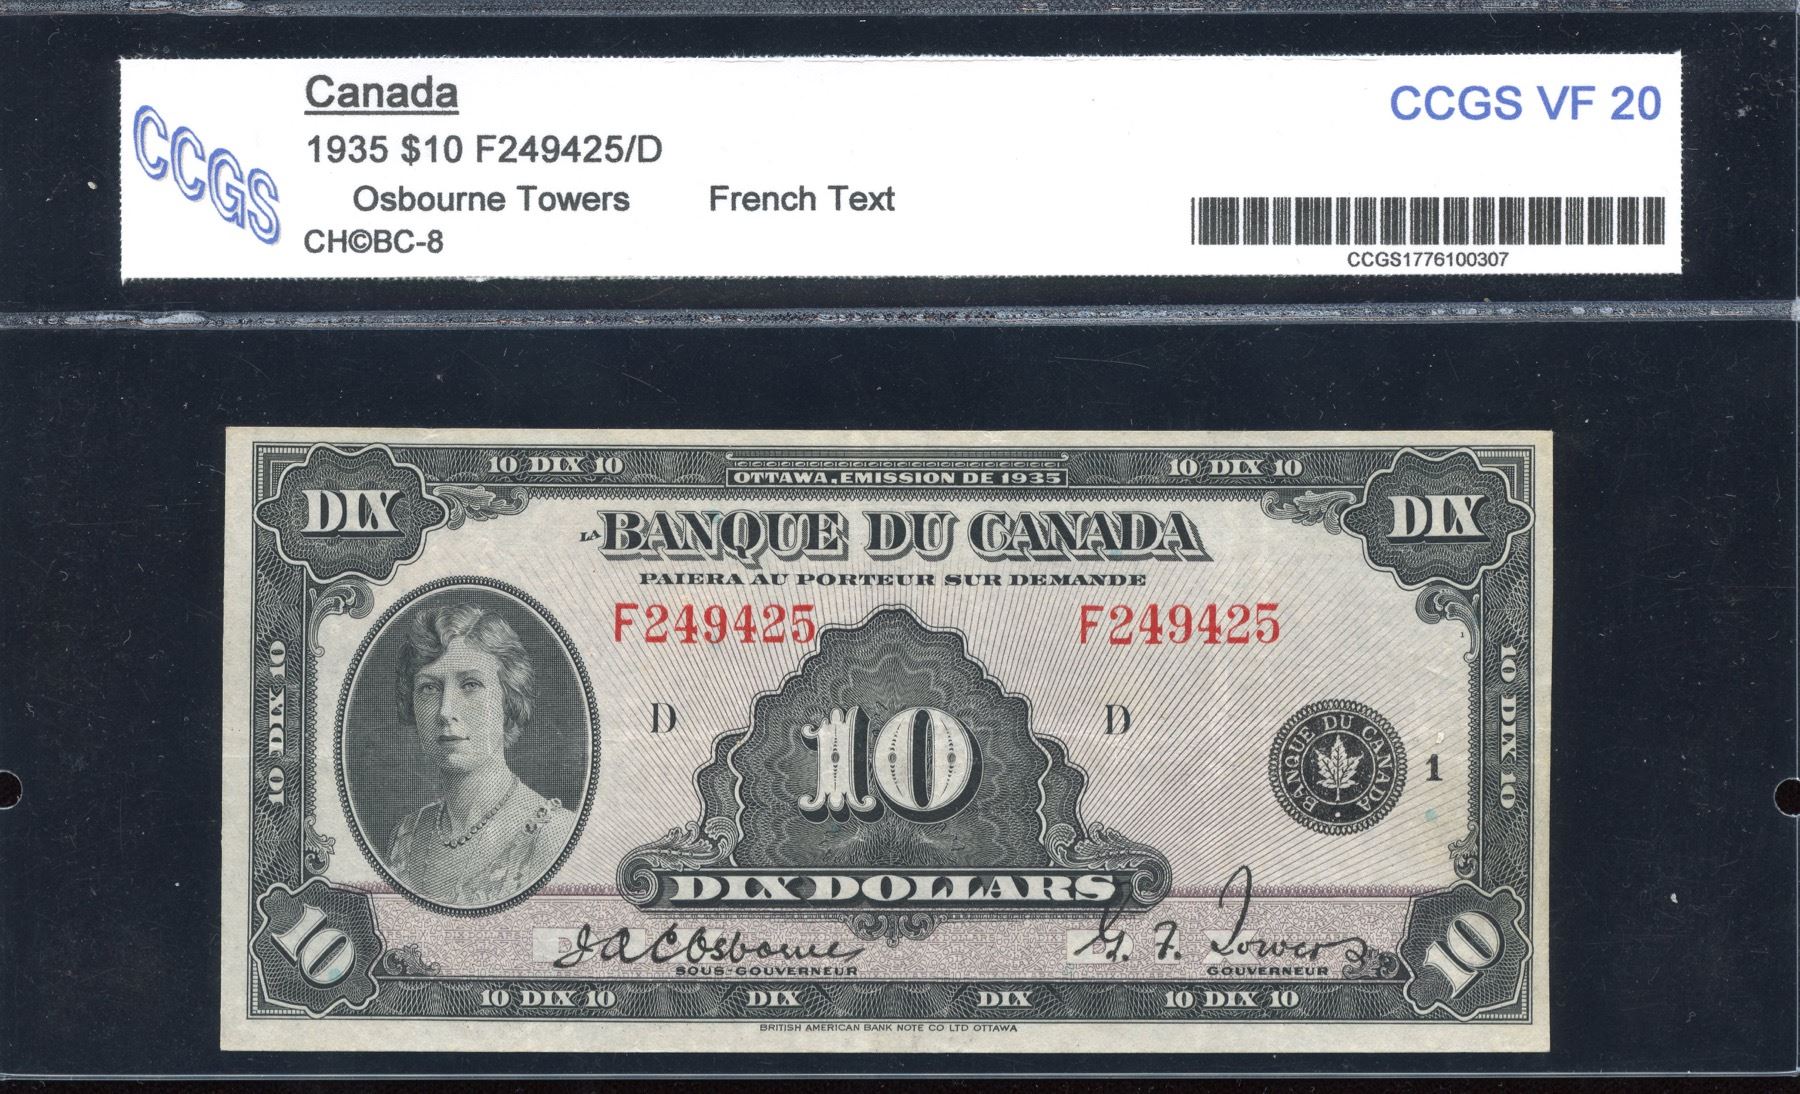 CCGS
Canada
CCGS VF 20
1935 $10 F249425/D
Osbourne Towers French Text
CH©BC-8
CCGS1776100307
10 DIX 10 10 DIX 10
OTTAWA, EMISSION DE 1935
DIX DIX
LA BANQUE DU CANADA
PAIERA AU PORTEUR SUR DEMANDE
F249425 F249425
1
10 DIX 10 10 DIX 10
D D
10
BANQUE DU CANADA
1
DIX DOLLARS
10 10
J A C Osborne G. F. Towers
SOUS-GOUVERNEUR GOUVERNEUR
10 DIX 10 DIX DIX 10 DIX 10
BRITISH AMERICAN BANK NOTE CO LTD OTTAWA